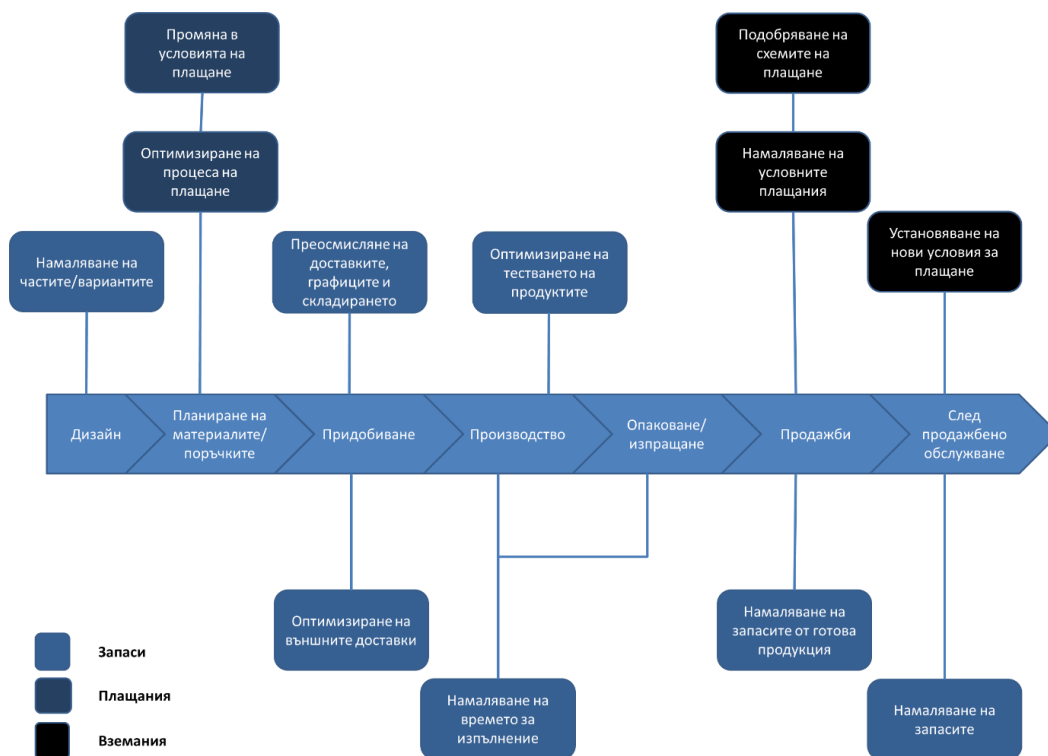 Промяна в
условията на
плащане
Подобряване на
схемите на
плащане
Оптимизиране на
процеса на
плащане
Намаляване на
условните
плащания
Намаляване на
частите/вариантите
Преосмисляне на
доставките,
графиците и
складирането
Оптимизиране на
тестването на
продуктите
Установяване на
нови условия за
плащане
Дизайн
Планиране на
материалите/
поръчките
Придобиване
Производство
Опаковане/
изпращане
Продажби
След
продажбено
обслужване
Оптимизиране на
външните доставки
Намаляване на
запасите от готова
продукция
Намаляване на
времето за
изпълнение
Намаляване на
запасите
Запаси
Плащания
Вземания